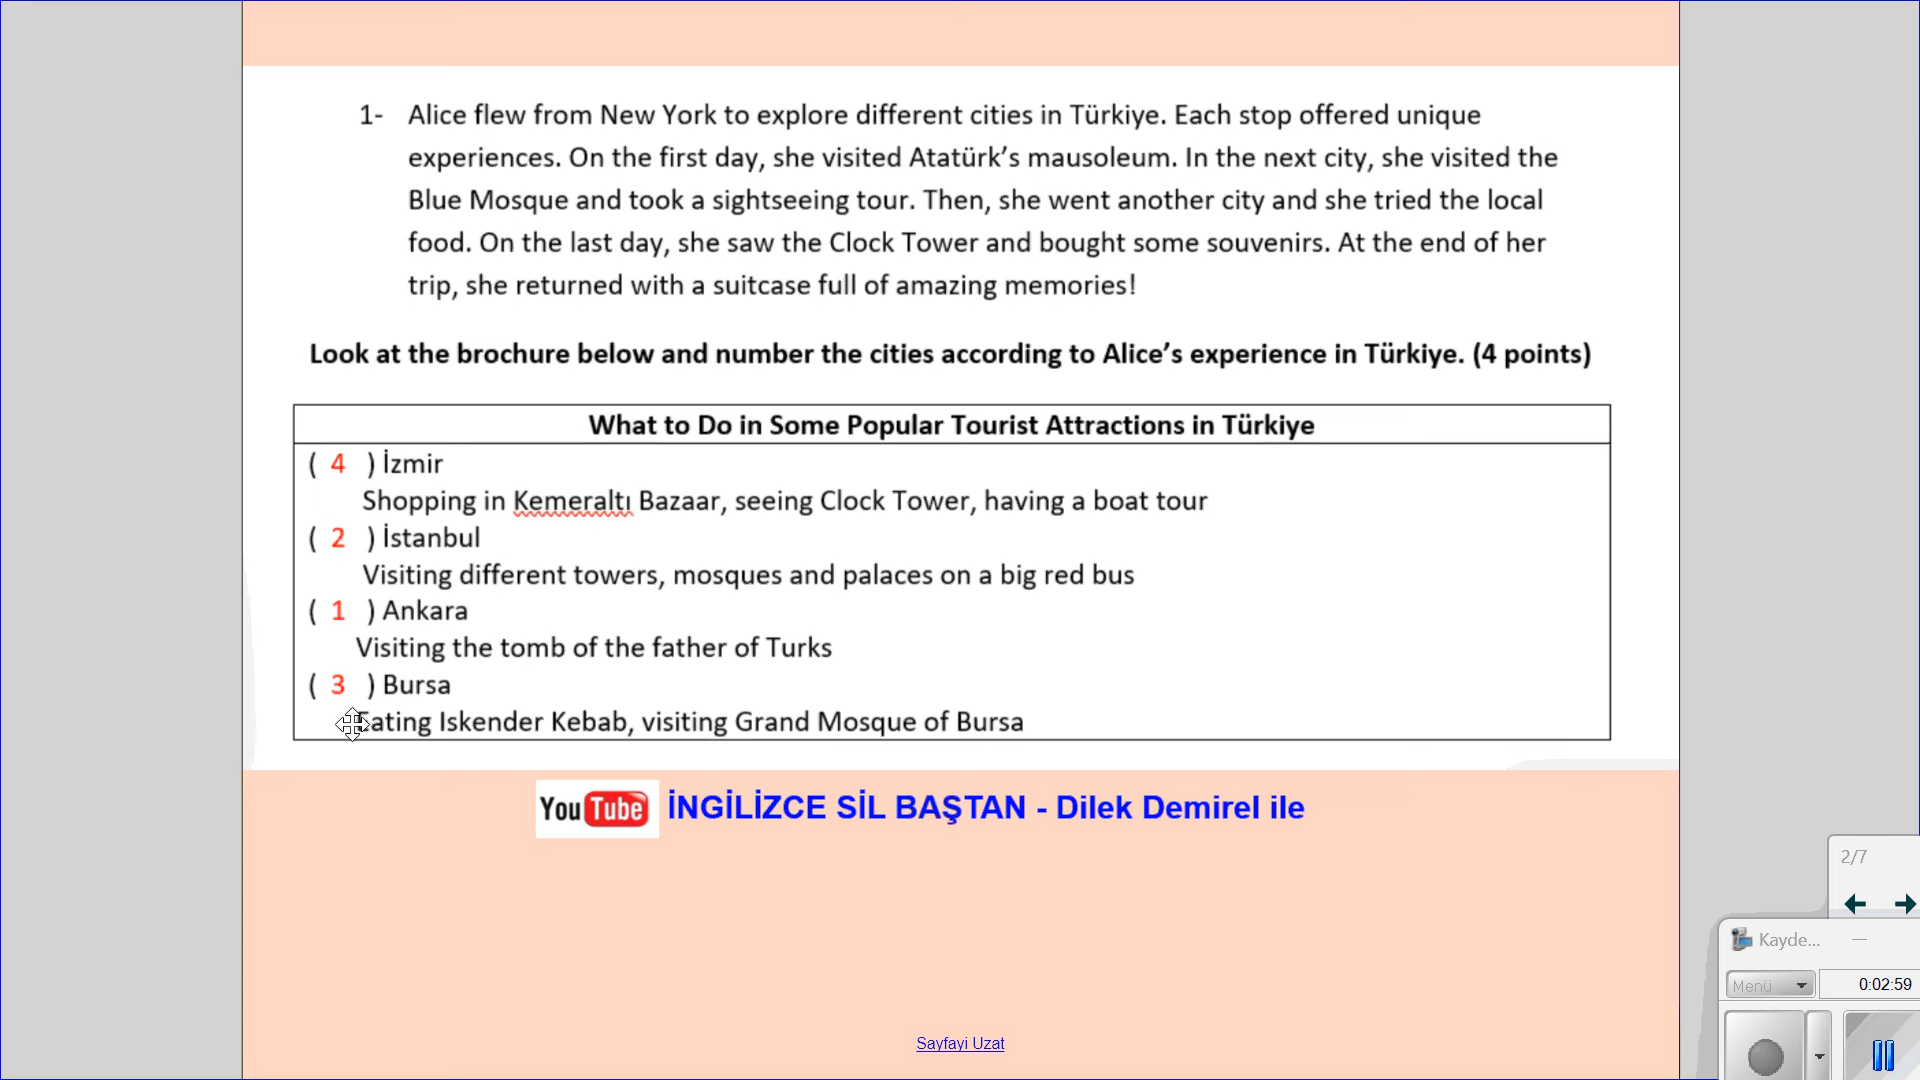 1- Alice flew from New York to explore different cities in Türkiye. Each stop offered unique
experiences. On the first day, she visited Atatürk’s mausoleum. In the next city, she visited the
Blue Mosque and took a sightseeing tour. Then, she went another city and she tried the local
food. On the last day, she saw the Clock Tower and bought some souvenirs. At the end of her
trip, she returned with a suitcase full of amazing memories!
Look at the brochure below and number the cities according to Alice’s experience in Türkiye. (4 points)
What to Do in Some Popular Tourist Attractions in Türkiye
( 4 ) İzmir
Shopping in Kemeraltı Bazaar, seeing Clock Tower, having a boat tour
( 2 ) İstanbul
Visiting different towers, mosques and palaces on a big red bus
( 1 ) Ankara
Visiting the tomb of the father of Turks
( 3 ) Bursa
Eating Iskender Kebab, visiting Grand Mosque of Bursa
YouTube İNGİLİZCE SİL BAŞTAN - Dilek Demirel ile
2/7
Kayde...
Menü
0:02:59
Sayfayi Uzat